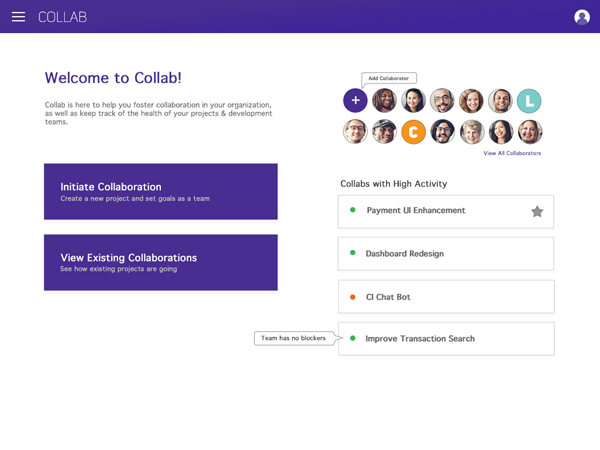 COLLAB
Welcome to Collab!
Collab is here to help you foster collaboration in your organization,
as well as keep track of the health of your projects & development
teams.
Initiate Collaboration
Create a new project and set goals as a team
View Existing Collaborations
See how existing projects are going
Add Collaborator
+
L
C
View All Collaborators
Collabs with High Activity
Payment UI Enhancement
Dashboard Redesign
CI Chat Bot
Team has no blockers
Improve Transaction Search